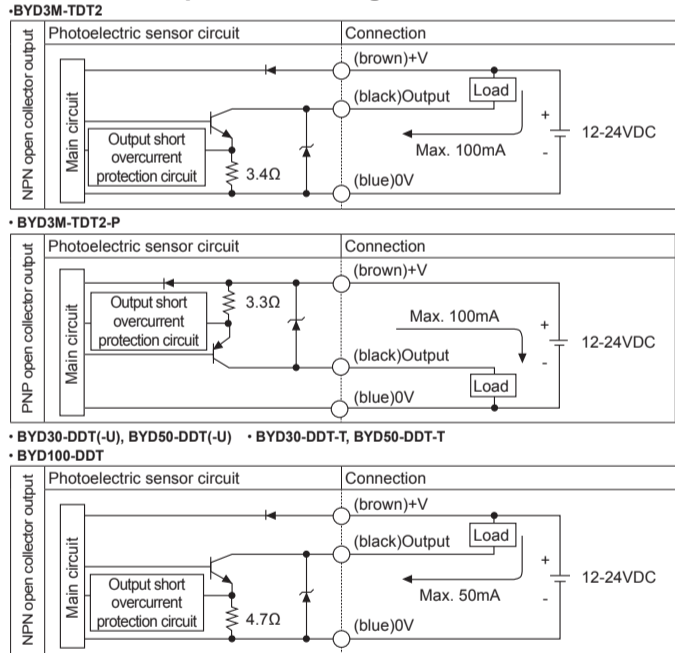 •BYD3M-TDT2
NPN open collector output
Photoelectric sensor circuit
Connection
Main circuit
Output short
overcurrent
protection circuit
3.4Ω
(brown)+V
(black)Output
Load
Max. 100mA
(blue)0V
+
-
12-24VDC
• BYD3M-TDT2-P
PNP open collector output
Photoelectric sensor circuit
Connection
Main circuit
Output short
overcurrent
protection circuit
3.3Ω
(brown)+V
Max. 100mA
(black)Output
Load
(blue)0V
+
-
12-24VDC
• BYD30-DDT(-U), BYD50-DDT(-U) • BYD30-DDT-T, BYD50-DDT-T
• BYD100-DDT
NPN open collector output
Photoelectric sensor circuit
Connection
Main circuit
Output short
overcurrent
protection circuit
4.7Ω
(brown)+V
(black)Output
Load
Max. 50mA
(blue)0V
+
-
12-24VDC